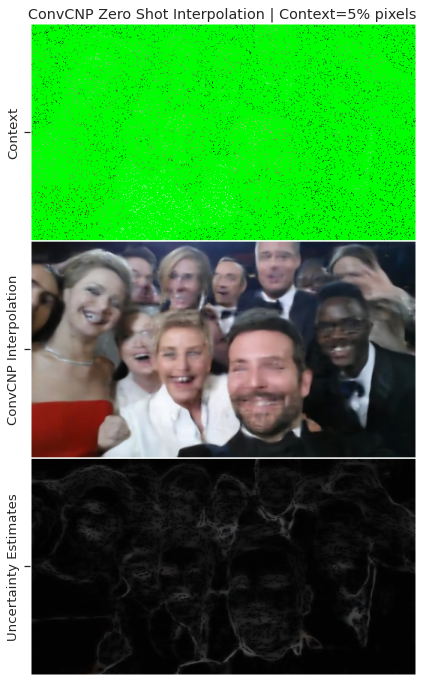 ConvCNP Zero Shot Interpolation | Context=5% pixels
Context
ConvCNP Interpolation
Uncertainty Estimates